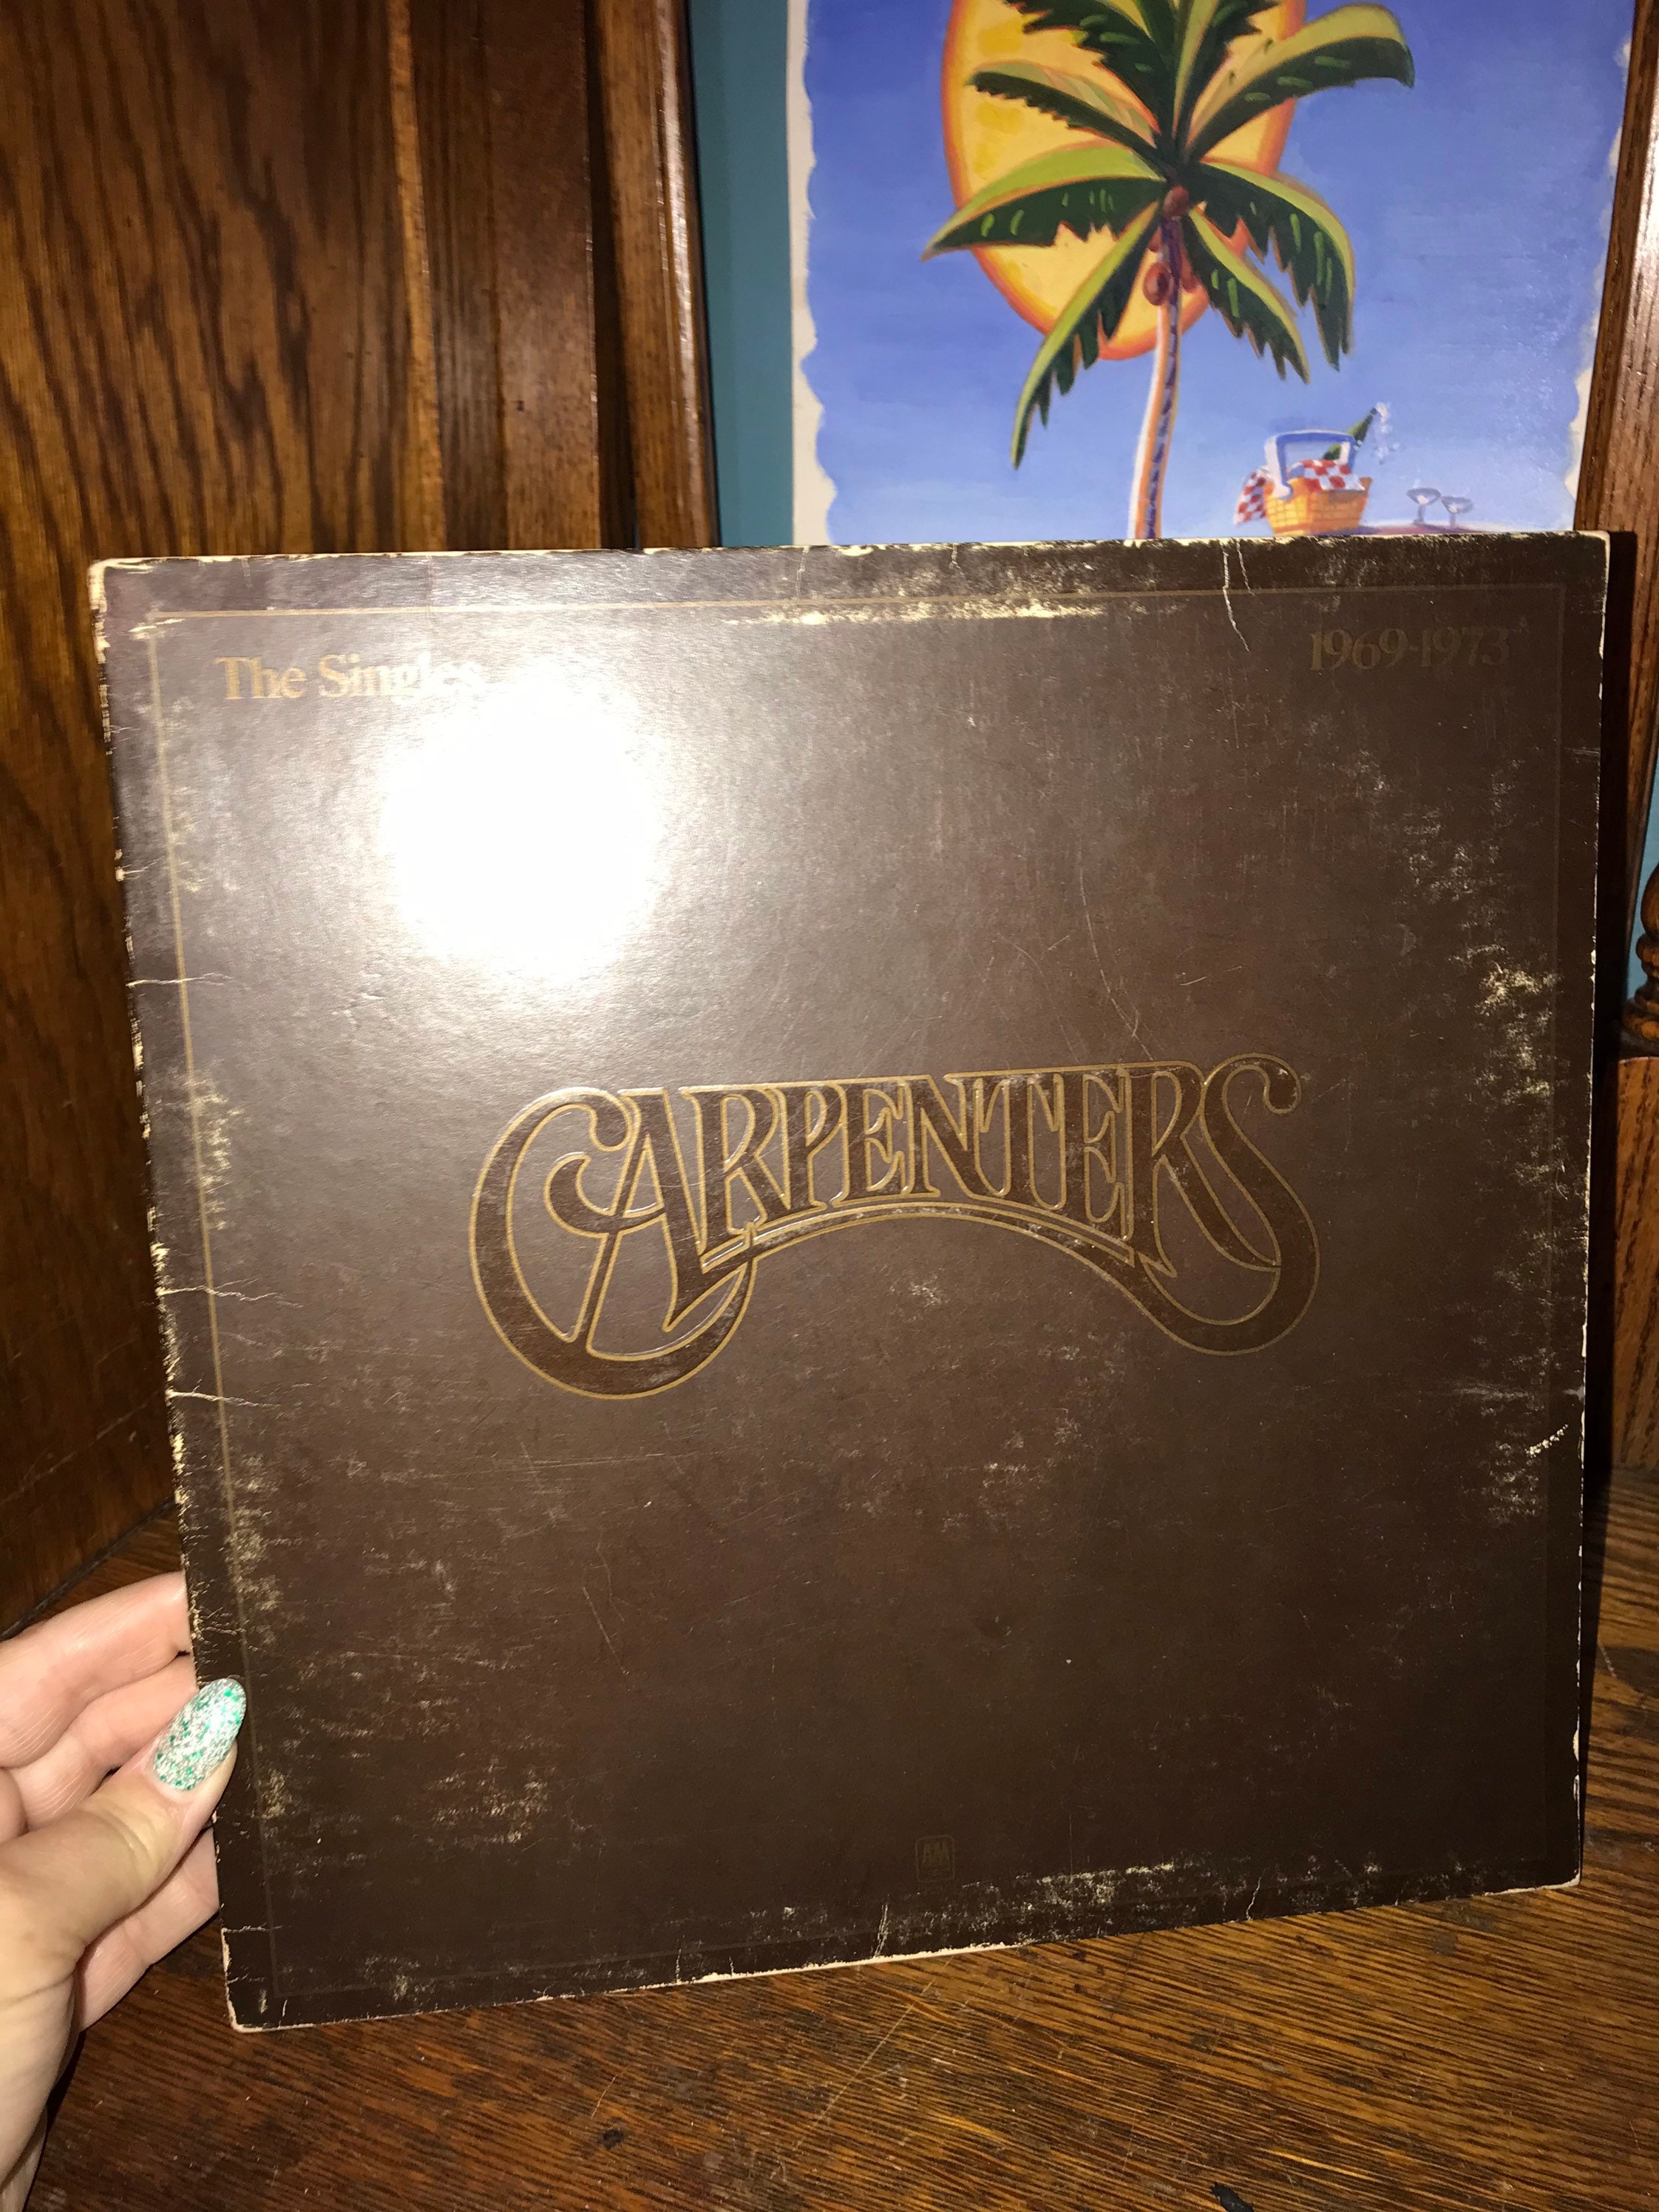 The Singles
1969-1973
CARPENTERS
A&M